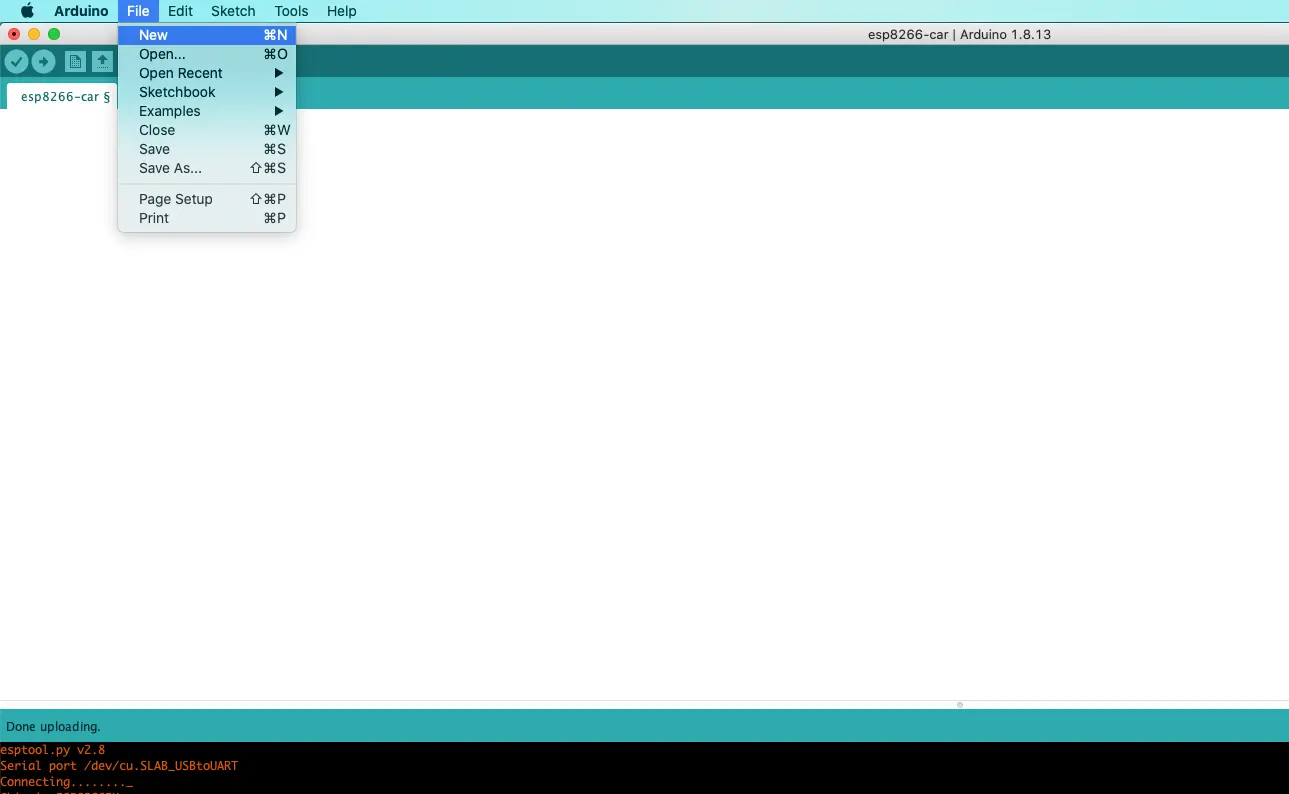 Arduino File Edit Sketch Tools Help
esp8266-car | Arduino 1.8.13
esp8266-car §
New ⌘N
Open... ⌘O
Open Recent ▶
Sketchbook ▶
Examples ▶
Close ⌘W
Save ⌘S
Save As... ⇧⌘S
Page Setup ⇧⌘P
Print ⌘P
Done uploading.
esptool.py v2.8
Serial port /dev/cu.SLAB_USBtoUART
Connecting........_